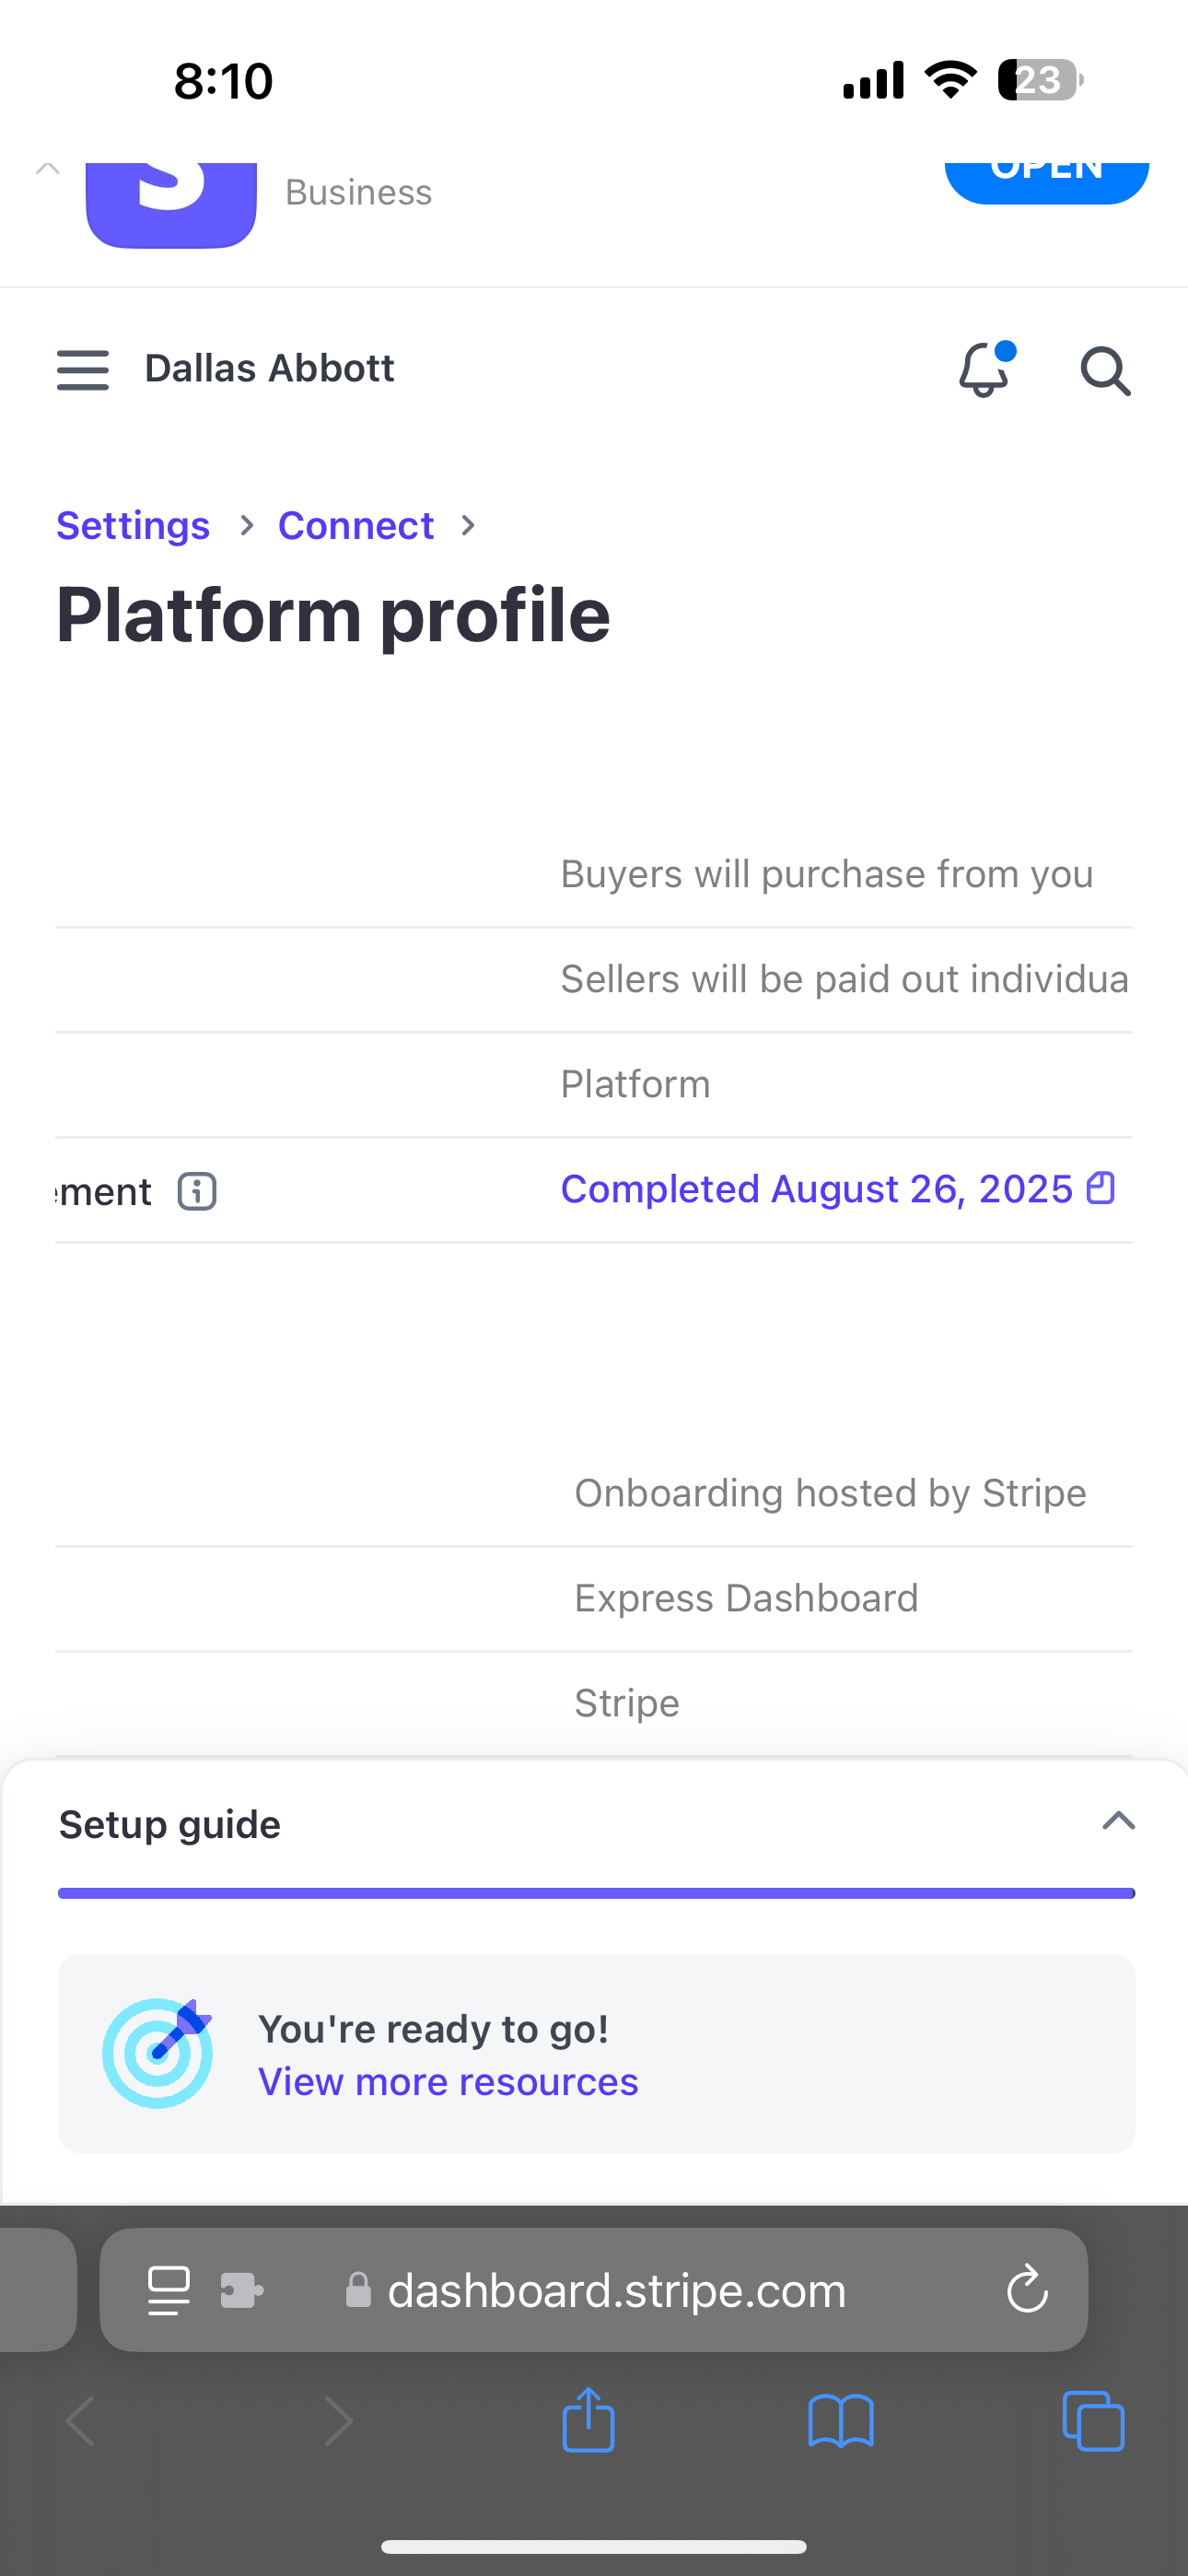 8:10
23
S
Business
OPEN
Dallas Abbott
Settings > Connect >
Platform profile
Buyers will purchase from you
Sellers will be paid out individua
Platform
ment
Completed August 26, 2025
Onboarding hosted by Stripe
Express Dashboard
Stripe
Setup guide
You're ready to go!
View more resources
dashboard.stripe.com